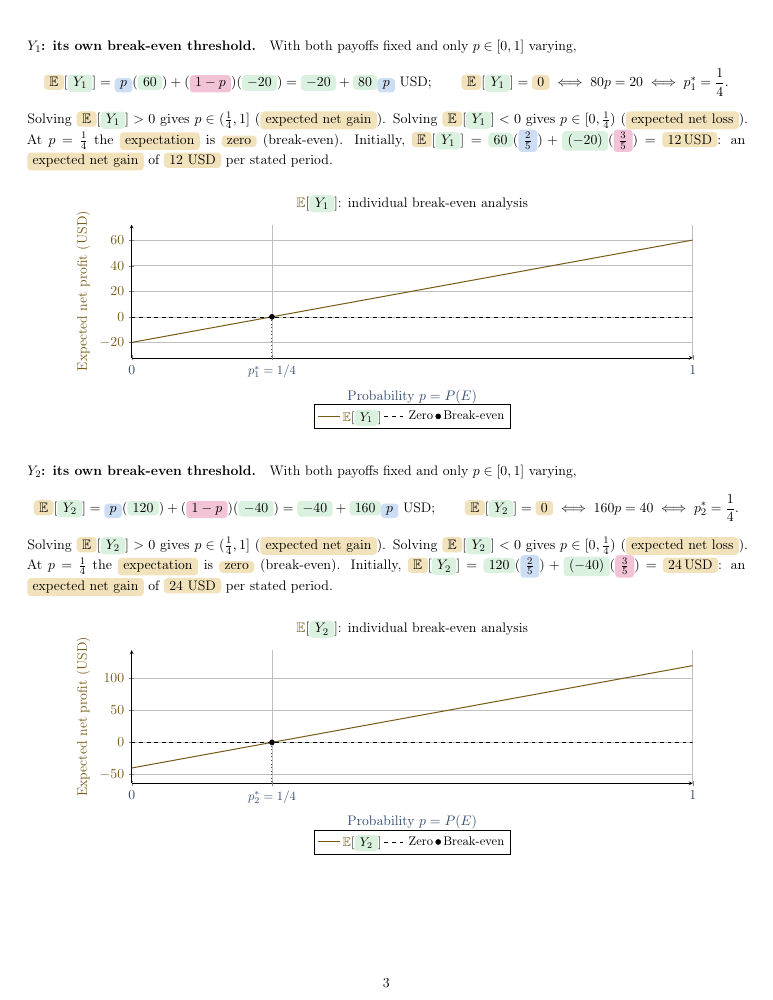 Y₁: its own break-even threshold. With both payoffs fixed and only p ∈ [0, 1] varying,
𝔼[Y₁] = p(60) + (1 − p)(−20) = −20 + 80p USD; 𝔼[Y₁] = 0 ⟺ 80p = 20 ⟺ p₁* = 1/4.
Solving 𝔼[Y₁] > 0 gives p ∈ (1/4, 1] (expected net gain). Solving 𝔼[Y₁] < 0 gives p ∈ [0, 1/4) (expected net loss).
At p = 1/4 the expectation is zero (break-even). Initially, 𝔼[Y₁] = 60(2/5) + (−20)(3/5) = 12 USD: an
expected net gain of 12 USD per stated period.
𝔼[Y₁]: individual break-even analysis
Expected net profit (USD)
60
40
20
0
−20
0
p₁* = 1/4
1
Probability p = P(E)
𝔼[Y₁] Zero Break-even
Y₂: its own break-even threshold. With both payoffs fixed and only p ∈ [0, 1] varying,
𝔼[Y₂] = p(120) + (1 − p)(−40) = −40 + 160p USD; 𝔼[Y₂] = 0 ⟺ 160p = 40 ⟺ p₂* = 1/4.
Solving 𝔼[Y₂] > 0 gives p ∈ (1/4, 1] (expected net gain). Solving 𝔼[Y₂] < 0 gives p ∈ [0, 1/4) (expected net loss).
At p = 1/4 the expectation is zero (break-even). Initially, 𝔼[Y₂] = 120(2/5) + (−40)(3/5) = 24 USD: an
expected net gain of 24 USD per stated period.
𝔼[Y₂]: individual break-even analysis
Expected net profit (USD)
100
50
0
−50
0
p₂* = 1/4
1
Probability p = P(E)
𝔼[Y₂] Zero Break-even
3